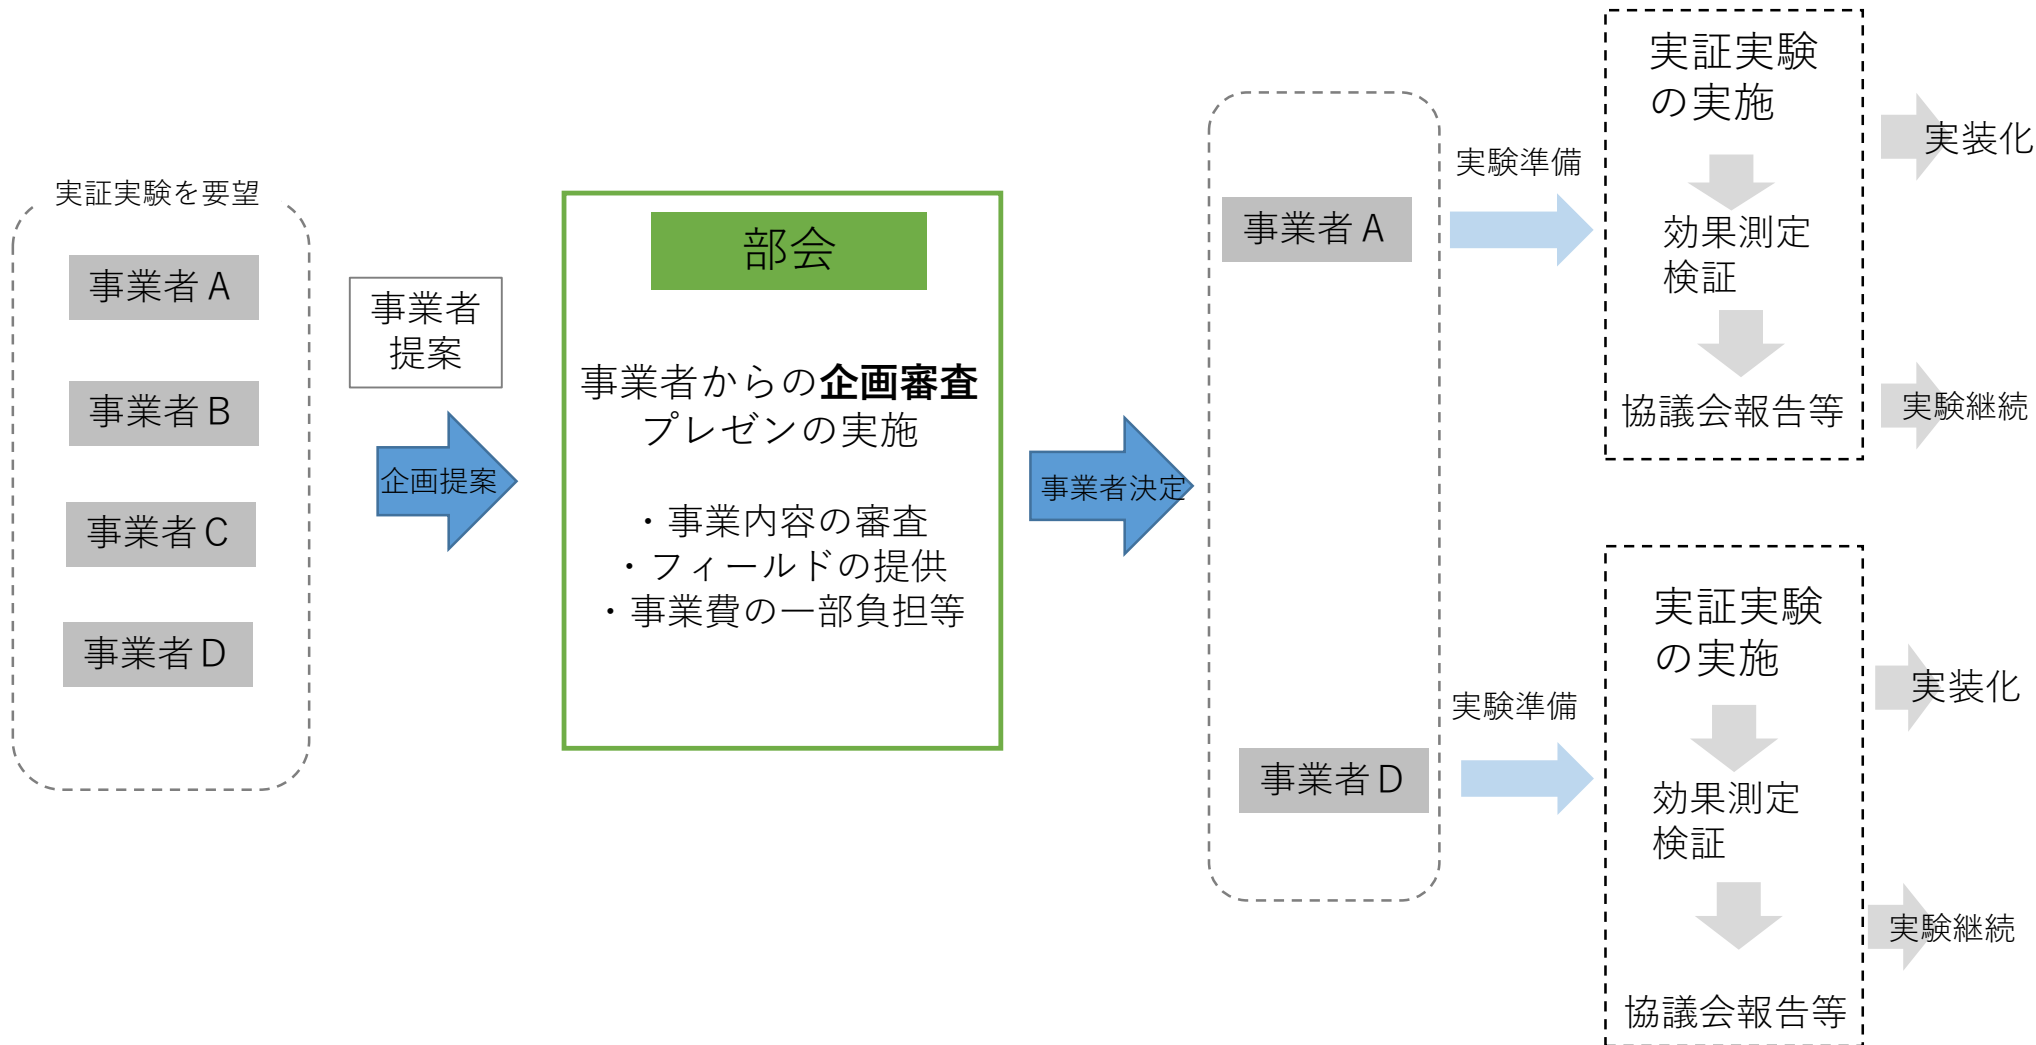 実証実験を要望
事業者A
事業者B
事業者C
事業者D
事業者
提案
企画提案
部会
事業者からの企画審査
プレゼンの実施
・事業内容の審査
・フィールドの提供
・事業費の一部負担等
事業者決定
事業者A
実験準備
実証実験
の実施
効果測定
検証
協議会報告等
実装化
実験継続
事業者D
実験準備
実証実験
の実施
効果測定
検証
協議会報告等
実装化
実験継続